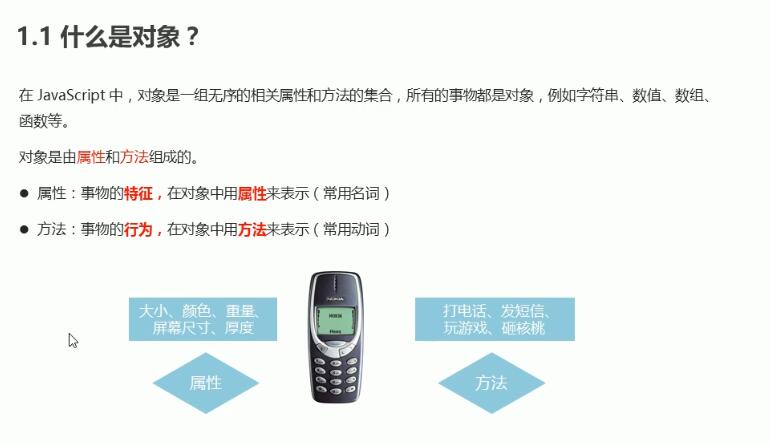 1.1 什么是对象？
在 JavaScript 中，对象是一组无序的相关属性和方法的集合，所有的事物都是对象，例如字符串、数值、数组、
函数等。
对象是由属性和方法组成的。
● 属性：事物的特征，在对象中用属性来表示（常用名词）
● 方法：事物的行为，在对象中用方法来表示（常用动词）
大小、颜色、重量、
屏幕尺寸、厚度
NOKIA
打电话、发短信、
玩游戏、砸核桃
属性
方法